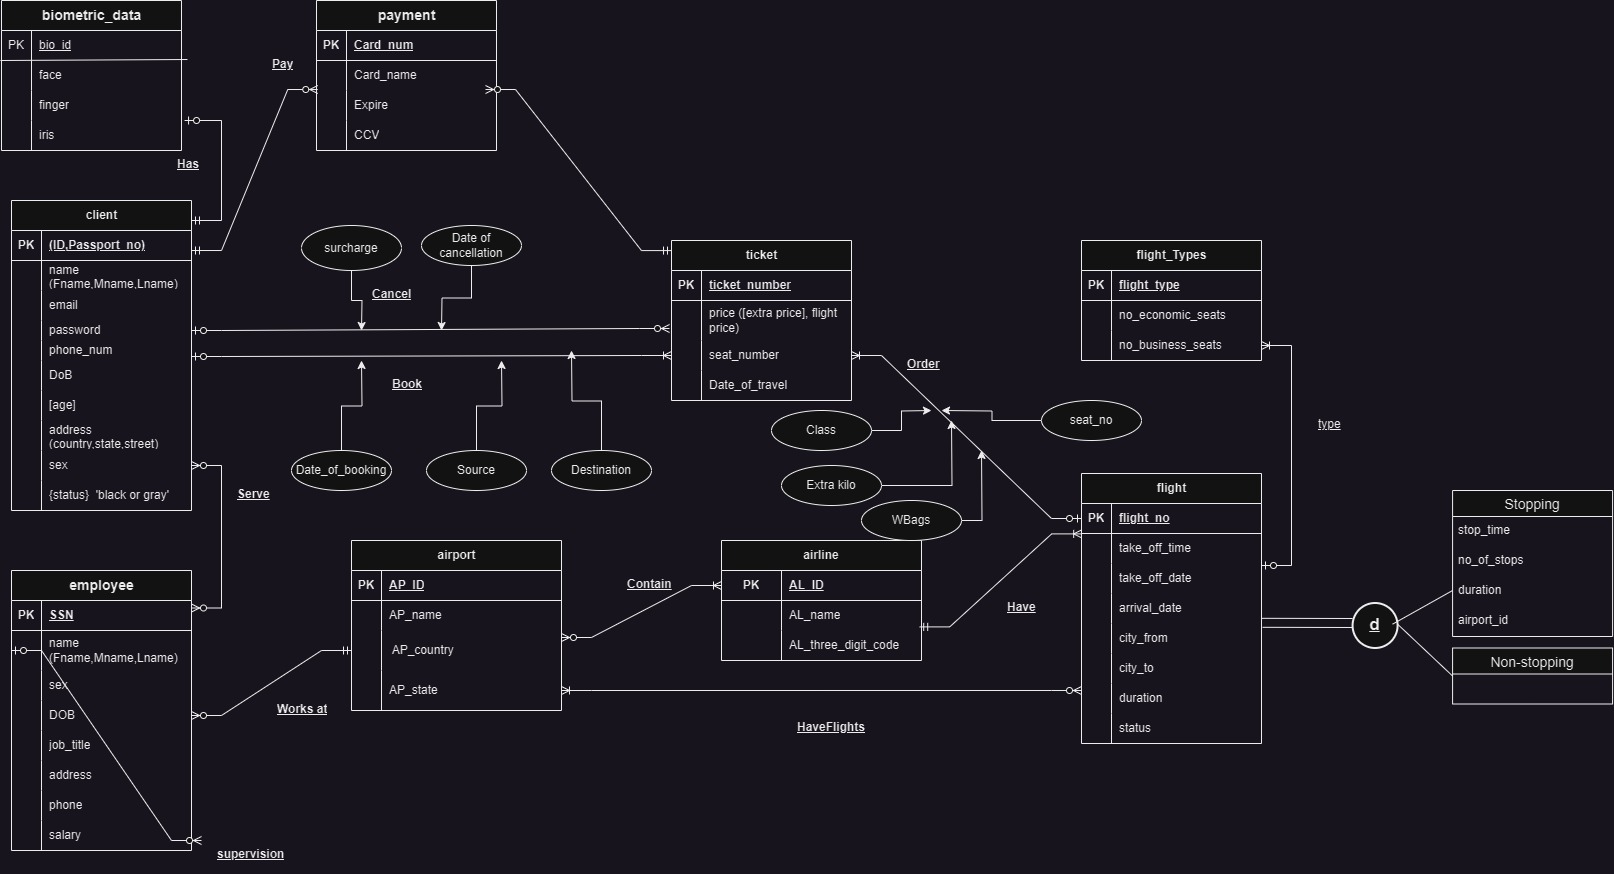 biometric_data
PK bio_id
face
finger
iris
payment
PK Card_num
Card_name
Expire
CCV
Pay
Has
client
PK (ID,Passport_no)
name
(Fname,Mname,Lname)
email
password
phone_num
DoB
[age]
address
(country,state,street)
sex
{status} 'black or gray'
surcharge
Date of
cancellation
Cancel
Book
Date_of_booking
Source
Destination
ticket
PK ticket_number
price ([extra price], flight
price)
seat_number
Date_of_travel
Order
Class
seat_no
Extra kilo
WBags
flight_Types
PK flight_type
no_economic_seats
no_business_seats
type
Serve
employee
PK SSN
name
(Fname,Mname,Lname)
sex
DOB
job_title
address
phone
salary
supervision
Works at
airport
PK AP_ID
AP_name
AP_country
AP_state
Contain
airline
PK AL_ID
AL_name
AL_three_digit_code
Have
HaveFlights
flight
PK flight_no
take_off_time
take_off_date
arrival_date
city_from
city_to
duration
status
d
Stopping
stop_time
no_of_stops
duration
airport_id
Non-stopping